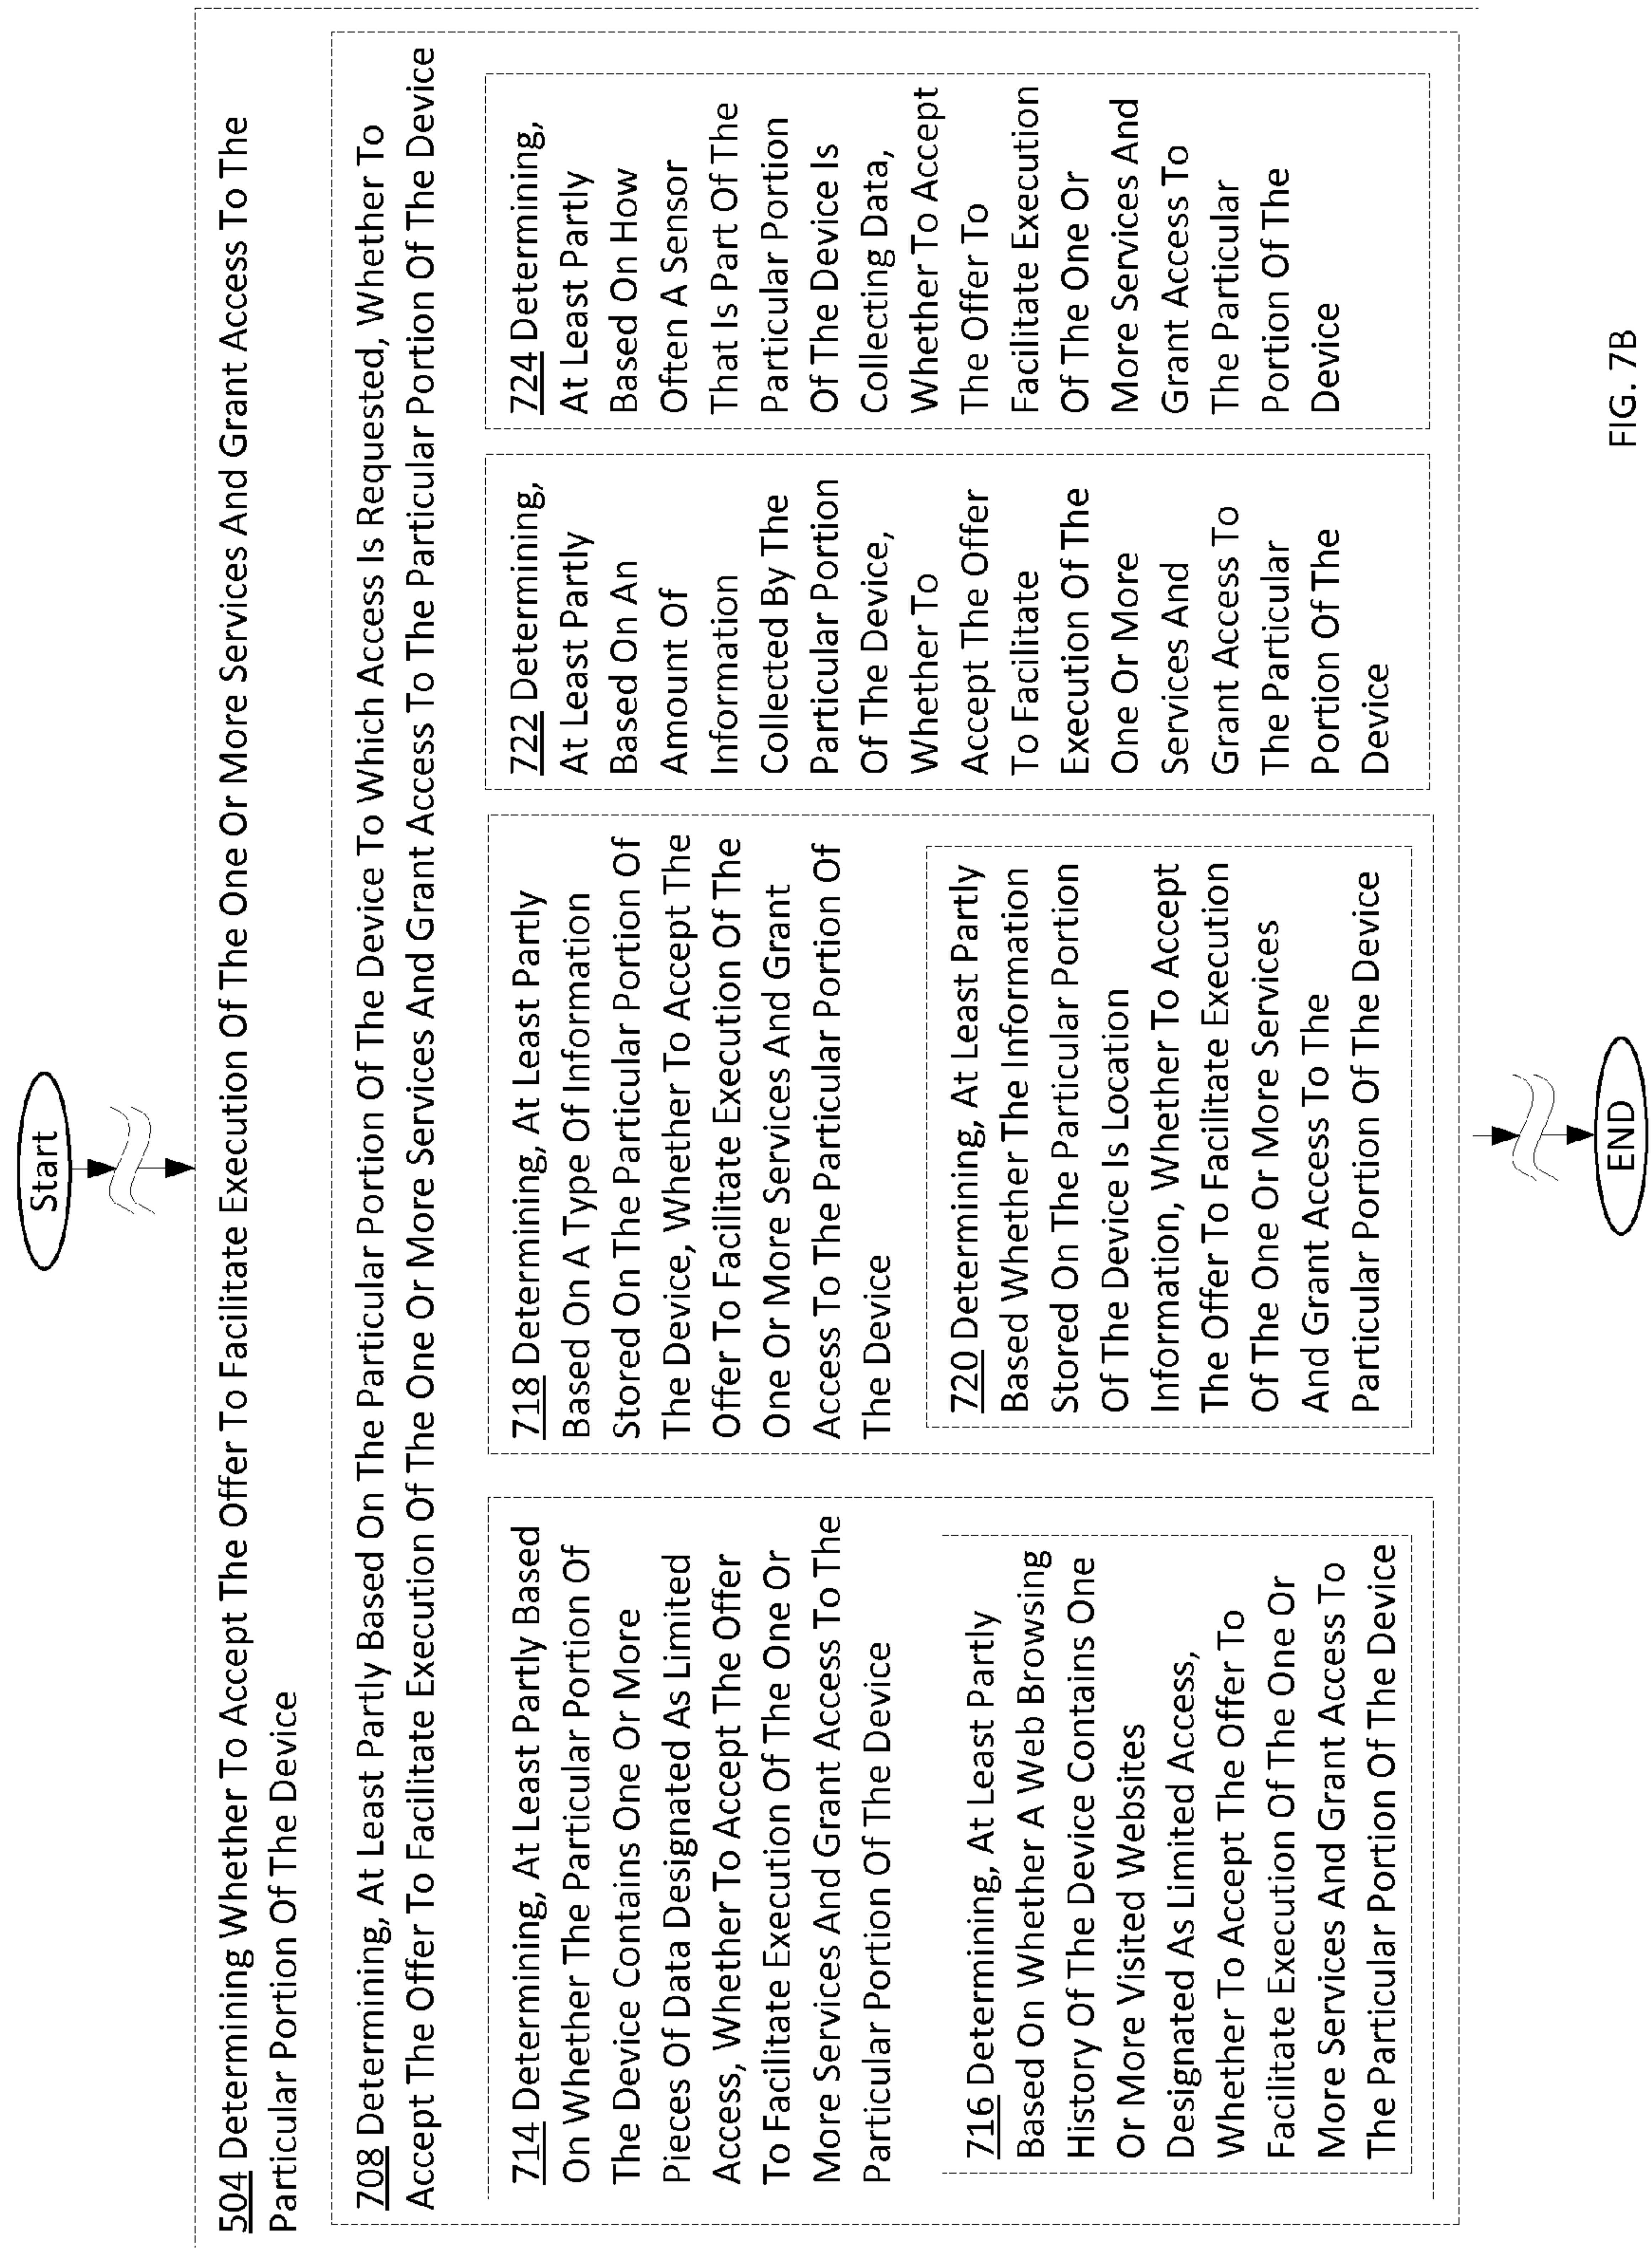 Start
504 Determining Whether To Accept The Offer To Facilitate Execution Of The One Or More Services And Grant Access To The
Particular Portion Of The Device
708 Determining, At Least Partly Based On The Particular Portion Of The Device To Which Access Is Requested, Whether To
Accept The Offer To Facilitate Execution Of The One Or More Services And Grant Access To The Particular Portion Of The Device
714 Determining, At Least Partly Based
On Whether The Particular Portion Of
The Device Contains One Or More
Pieces Of Data Designated As Limited
Access, Whether To Accept The Offer
To Facilitate Execution Of The One Or
More Services And Grant Access To The
Particular Portion Of The Device
716 Determining, At Least Partly
Based On Whether A Web Browsing
History Of The Device Contains One
Or More Visited Websites
Designated As Limited Access,
Whether To Accept The Offer To
Facilitate Execution Of The One Or
More Services And Grant Access To
The Particular Portion Of The Device
718 Determining, At Least Partly
Based On A Type Of Information
Stored On The Particular Portion Of
The Device, Whether To Accept The
Offer To Facilitate Execution Of The
One Or More Services And Grant
Access To The Particular Portion Of
The Device
720 Determining, At Least Partly
Based Whether The Information
Stored On The Particular Portion
Of The Device Is Location
Information, Whether To Accept
The Offer To Facilitate Execution
Of The One Or More Services
And Grant Access To The
Particular Portion Of The Device
722 Determining,
At Least Partly
Based On An
Amount Of
Information
Collected By The
Particular Portion
Of The Device,
Whether To
Accept The Offer
To Facilitate
Execution Of The
One Or More
Services And
Grant Access To
The Particular
Portion Of The
Device
724 Determining,
At Least Partly
Based On How
Often A Sensor
That Is Part Of The
Particular Portion
Of The Device Is
Collecting Data,
Whether To Accept
The Offer To
Facilitate Execution
Of The One Or
More Services And
Grant Access To
The Particular
Portion Of The
Device
END
FIG. 7B